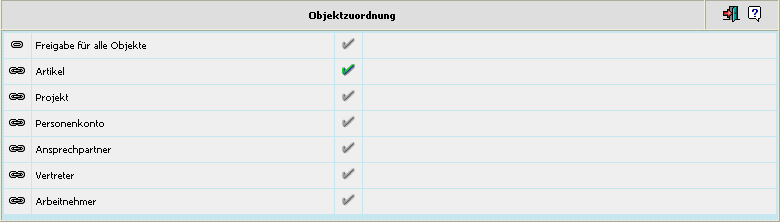 Objektzuordnung
Freigabe für alle Objekte
Artikel
Projekt
Personenkonto
Ansprechpartner
Vertreter
Arbeitnehmer